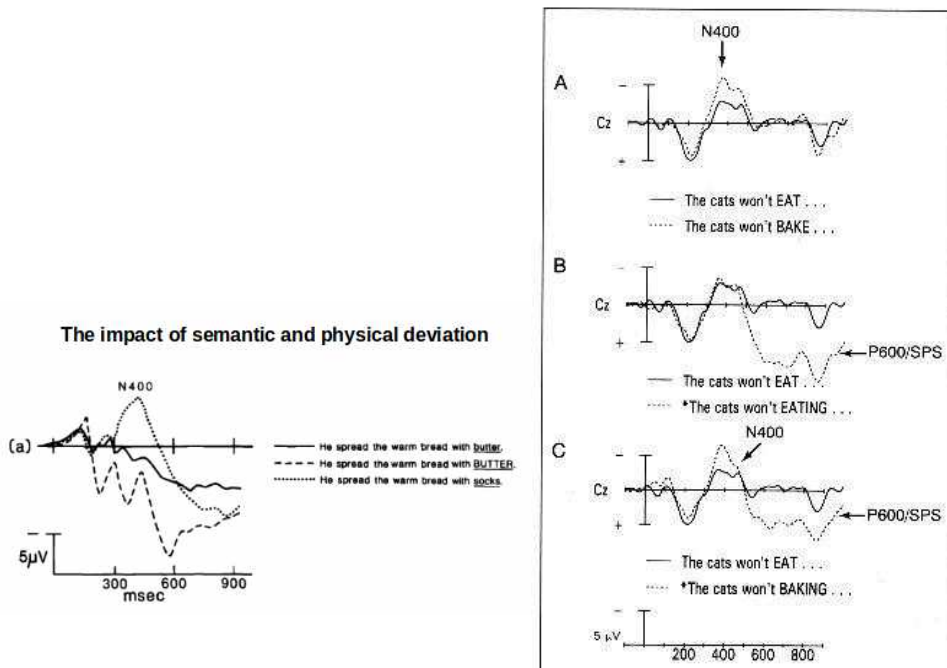 The impact of semantic and physical deviation
N400
(a)
He spread the warm bread with butter.
He spread the warm bread with BUTTER.
He spread the warm bread with socks.
5µV
300 600 900
msec
N400
A
−
Cz
+
The cats won't EAT . . .
The cats won't BAKE . . .
B
−
Cz
+
P600/SPS
The cats won't EAT . . .
*The cats won't EATING . . .
N400
C
−
Cz
+
P600/SPS
The cats won't EAT . . .
*The cats won't BAKING . . .
−
5 µV
200 400 600 800